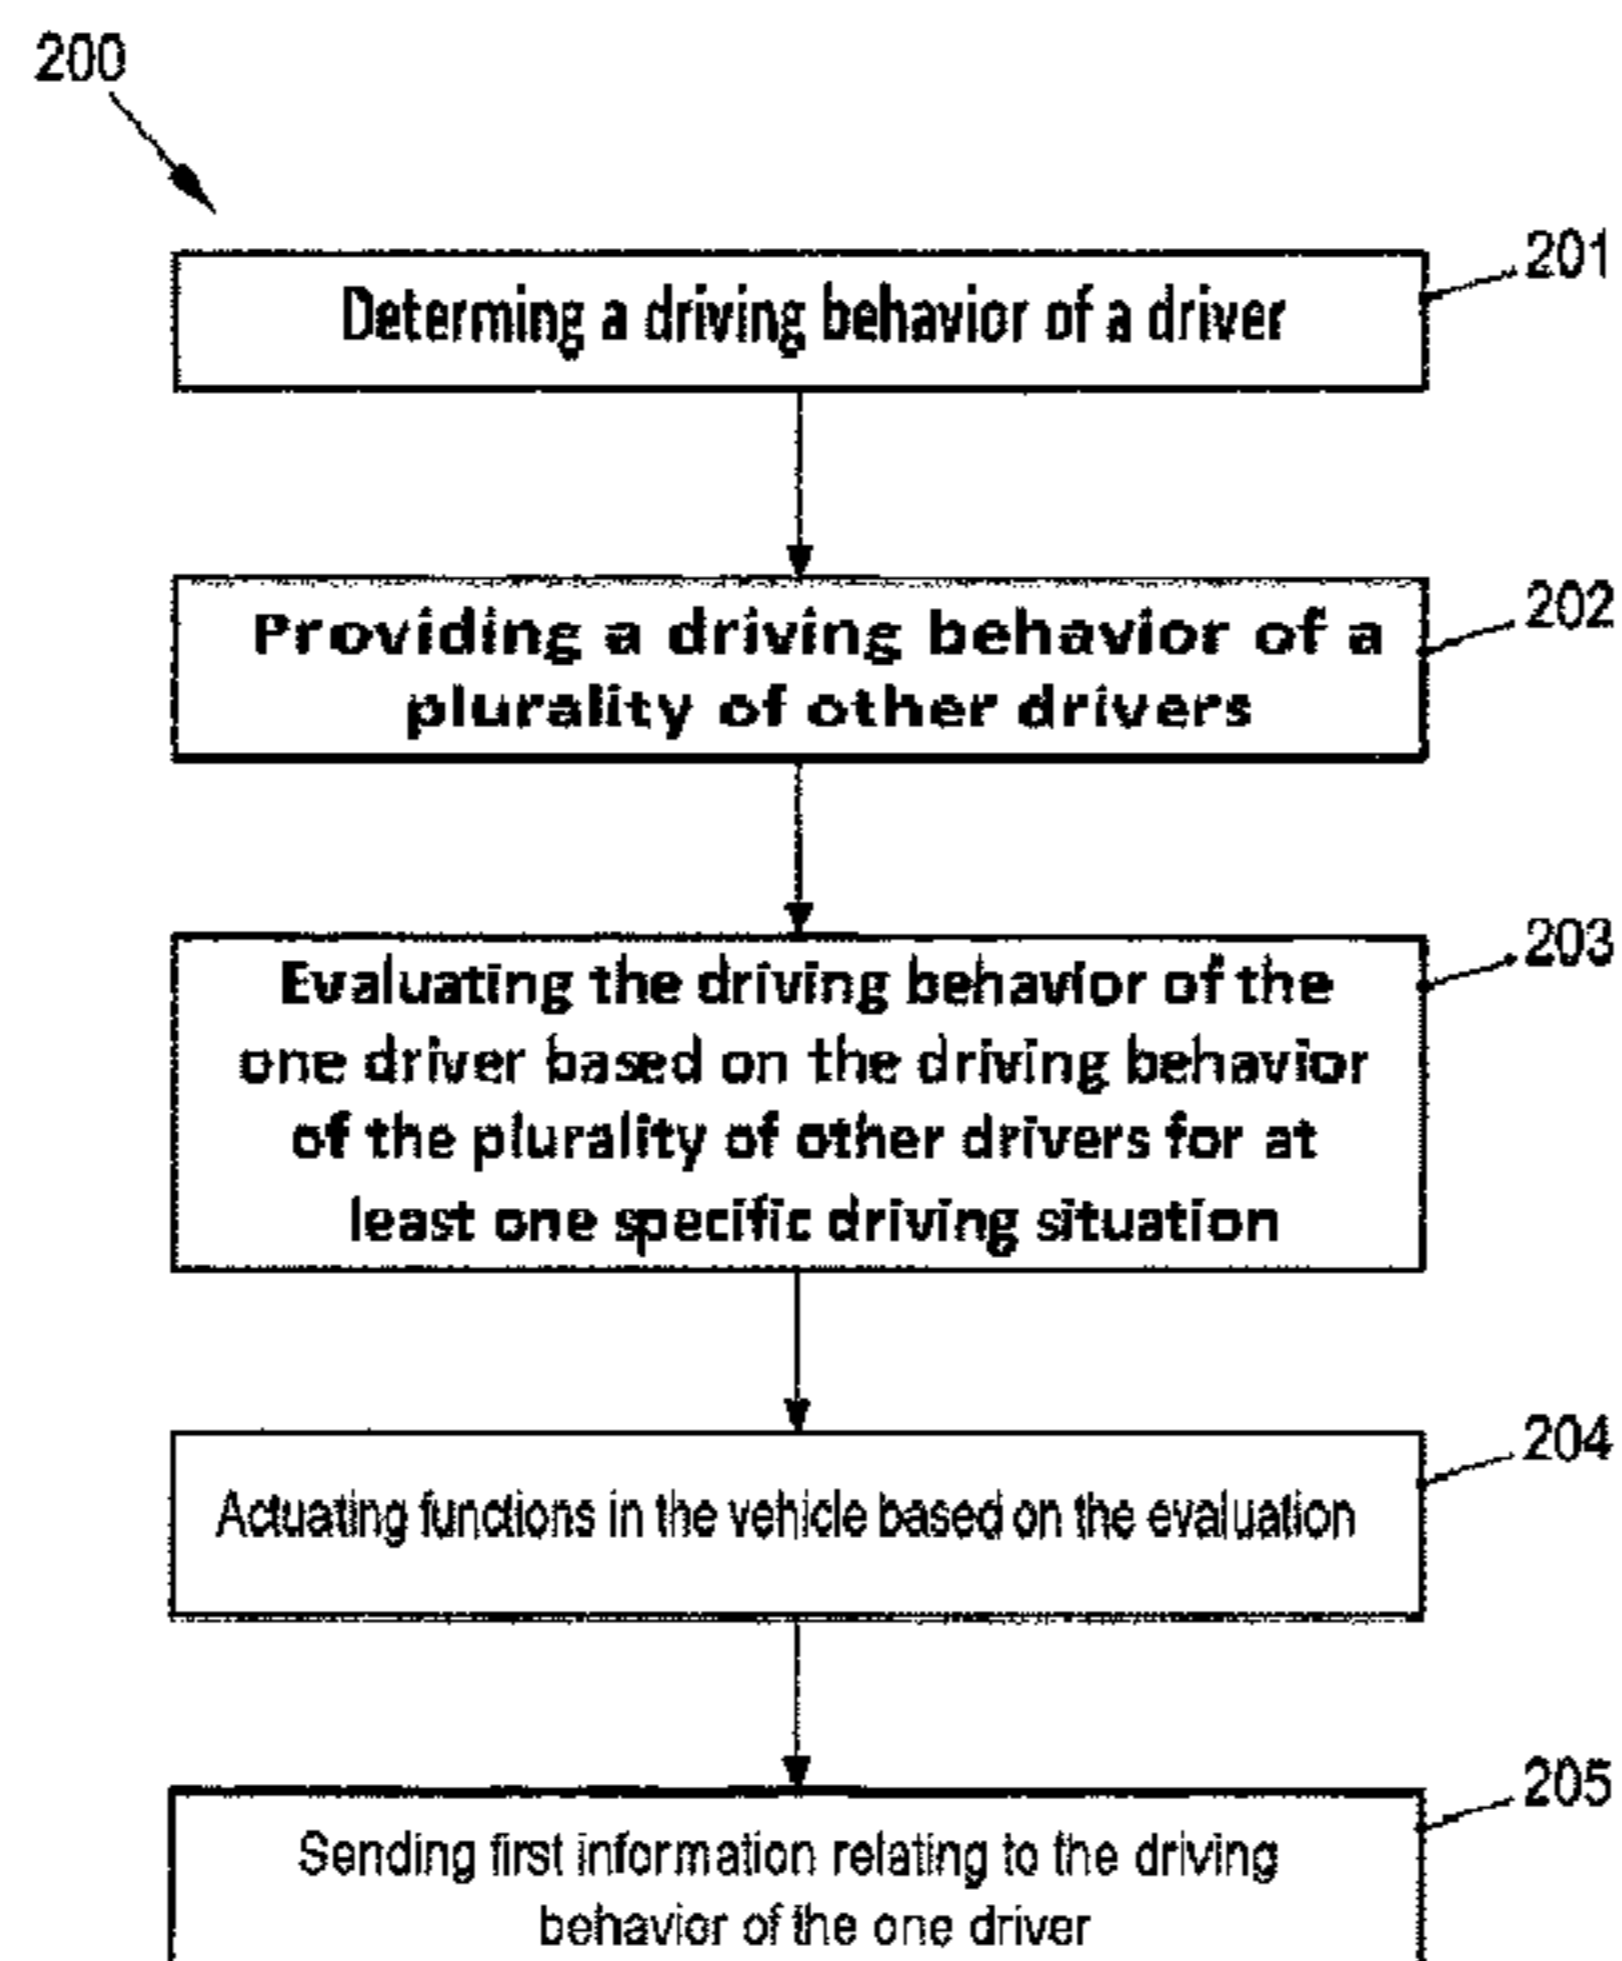 200
201
Determing a driving behavior of a driver
202
Providing a driving behavior of a
plurality of other drivers
203
Evaluating the driving behavior of the
one driver based on the driving behavior
of the plurality of other drivers for at
least one specific driving situation
204
Actuating functions in the vehicle based on the evaluation
205
Sending first information relating to the driving
behavior of the one driver